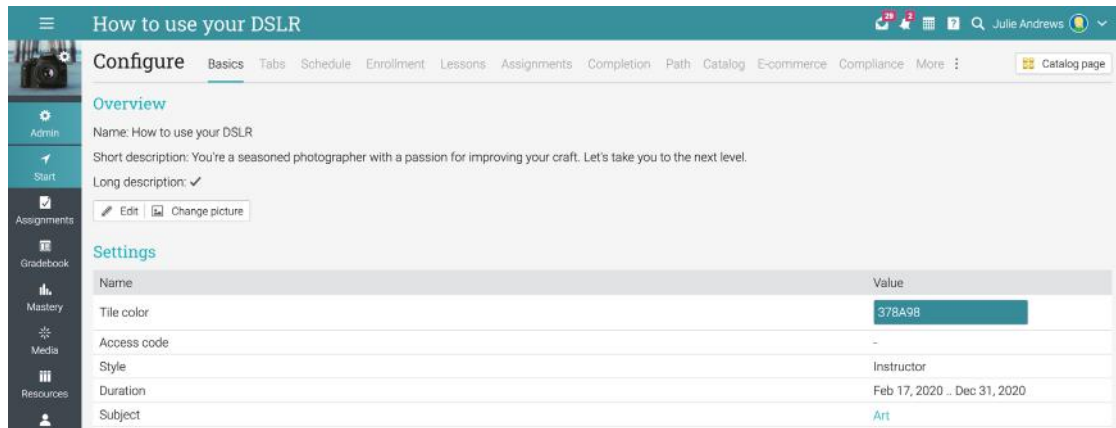 How to use your DSLR
29
2
?
Julie Andrews
Configure Basics Tabs Schedule Enrollment Lessons Assignments Completion Path Catalog E-commerce Compliance More
Catalog page
Admin
Start
Assignments
Gradebook
Mastery
Media
Resources
Overview
Name: How to use your DSLR
Short description: You're a seasoned photographer with a passion for improving your craft. Let's take you to the next level.
Long description: ✓
Edit Change picture
Settings
Name Value
Tile color 378A98
Access code -
Style Instructor
Duration Feb 17, 2020 .. Dec 31, 2020
Subject Art